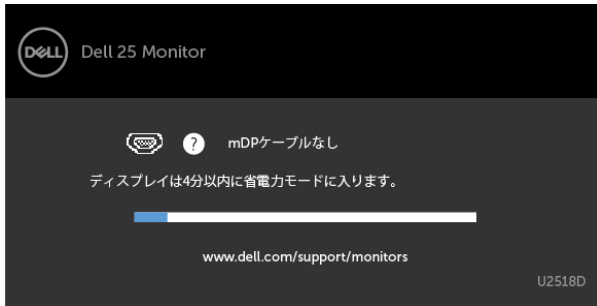 DELL
Dell 25 Monitor
? mDPケーブルなし
ディスプレイは4分以内に省電力モードに入ります。
www.dell.com/support/monitors
U2518D